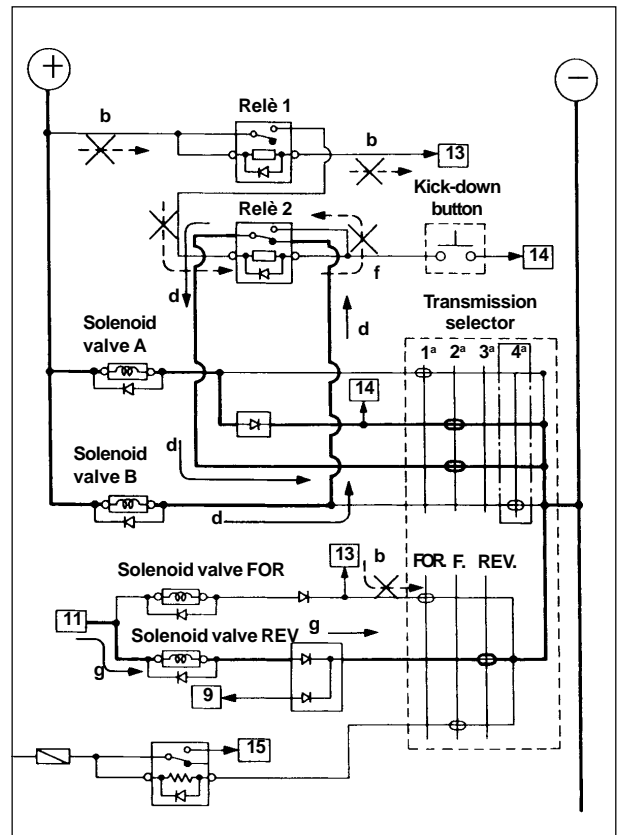 +
−
Relè 1
b
b
13
Kick-down
button
Relè 2
f
14
d
d
Transmission
selector
Solenoid
valve A
1ª 2ª 3ª 4ª
14
d
Solenoid
valve B
d
13
b
FOR. F. REV.
Solenoid valve FOR
g
11
Solenoid valve REV
g
9
15